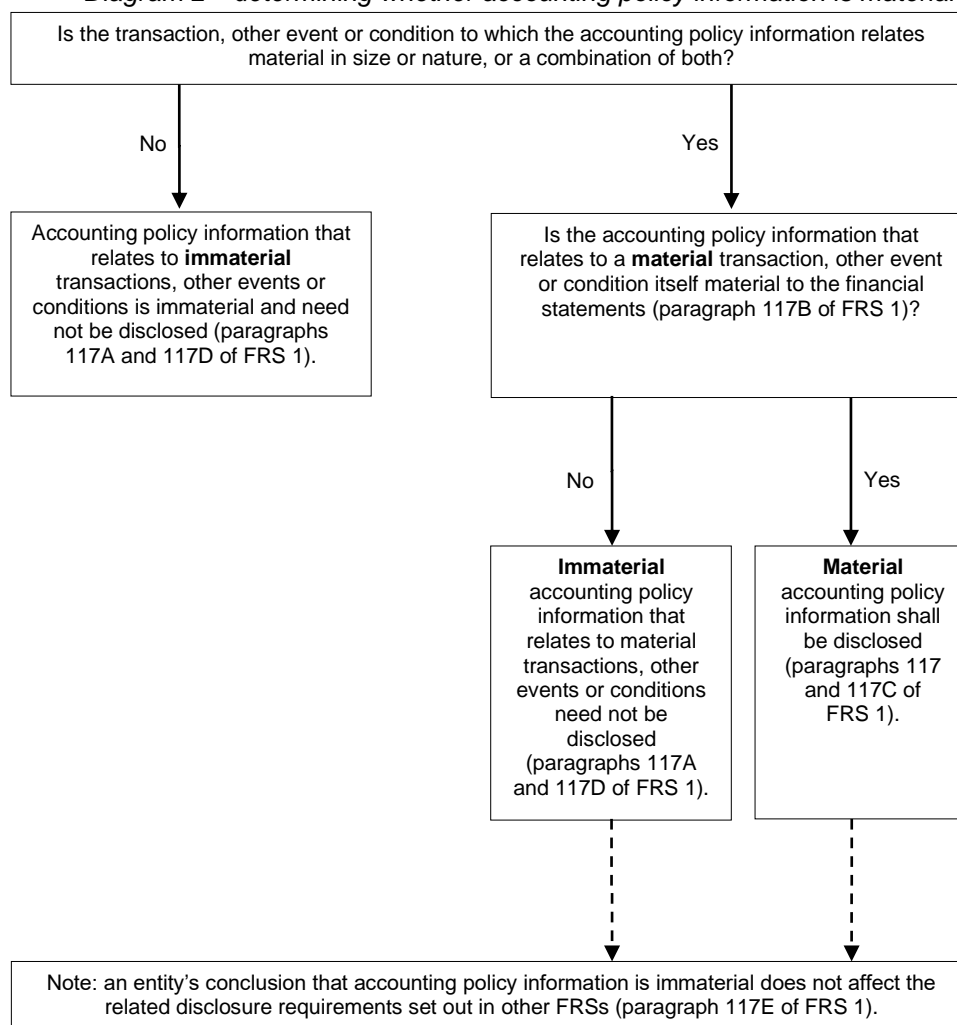 Diagram 2 – determining whether accounting policy information is material
Is the transaction, other event or condition to which the accounting policy information relates
material in size or nature, or a combination of both?
No
Yes
Accounting policy information that
relates to immaterial
transactions, other events or
conditions is immaterial and need
not be disclosed (paragraphs
117A and 117D of FRS 1).
Is the accounting policy information that
relates to a material transaction, other event
or condition itself material to the financial
statements (paragraph 117B of FRS 1)?
No
Yes
Immaterial
accounting policy
information that
relates to material
transactions, other
events or conditions
need not be
disclosed
(paragraphs 117A
and 117D of FRS 1).
Material
accounting policy
information shall
be disclosed
(paragraphs 117
and 117C of
FRS 1).
Note: an entity’s conclusion that accounting policy information is immaterial does not affect the
related disclosure requirements set out in other FRSs (paragraph 117E of FRS 1).